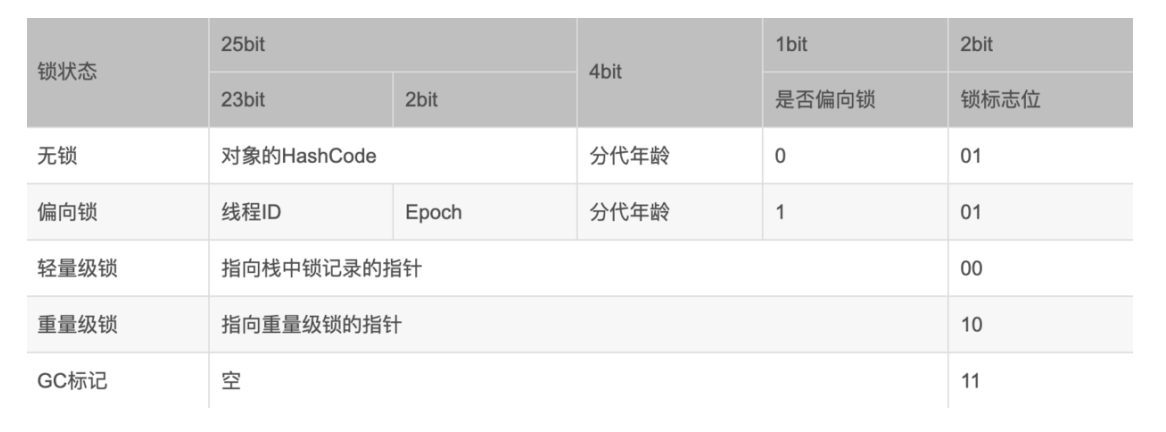 锁状态 25bit 4bit 1bit 2bit
23bit 2bit 是否偏向锁 锁标志位
无锁 对象的HashCode 分代年龄 0 01
偏向锁 线程ID Epoch 分代年龄 1 01
轻量级锁 指向栈中锁记录的指针 00
重量级锁 指向重量级锁的指针 10
GC标记 空 11